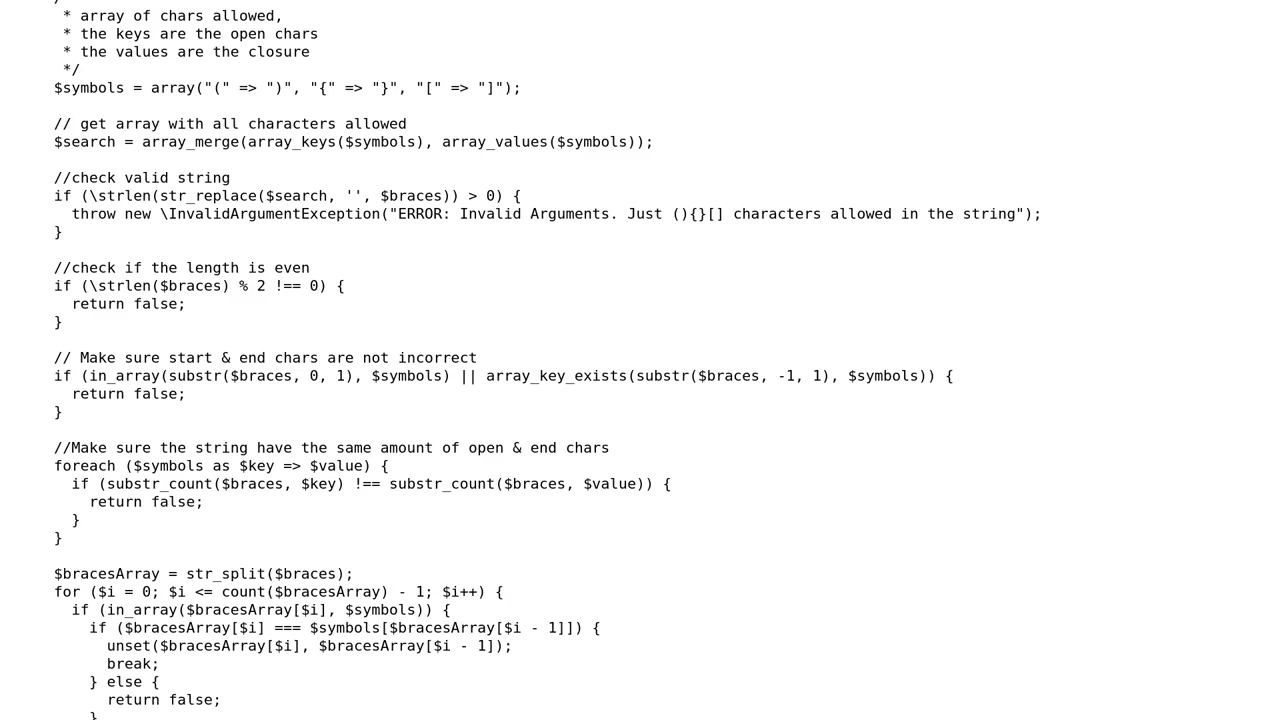 /
* array of chars allowed,
* the keys are the open chars
* the values are the closure
*/
$symbols = array("(" => ")", "{" => "}", "[" => "]");
// get array with all characters allowed
$search = array_merge(array_keys($symbols), array_values($symbols));
//check valid string
if (\strlen(str_replace($search, '', $braces)) > 0) {
throw new \InvalidArgumentException("ERROR: Invalid Arguments. Just (){}[] characters allowed in the string");
}
//check if the length is even
if (\strlen($braces) % 2 !== 0) {
return false;
}
// Make sure start & end chars are not incorrect
if (in_array(substr($braces, 0, 1), $symbols) || array_key_exists(substr($braces, -1, 1), $symbols)) {
return false;
}
//Make sure the string have the same amount of open & end chars
foreach ($symbols as $key => $value) {
if (substr_count($braces, $key) !== substr_count($braces, $value)) {
return false;
}
}
$bracesArray = str_split($braces);
for ($i = 0; $i <= count($bracesArray) - 1; $i++) {
if (in_array($bracesArray[$i], $symbols)) {
if ($bracesArray[$i] === $symbols[$bracesArray[$i - 1]]) {
unset($bracesArray[$i], $bracesArray[$i - 1]);
break;
} else {
return false;
}